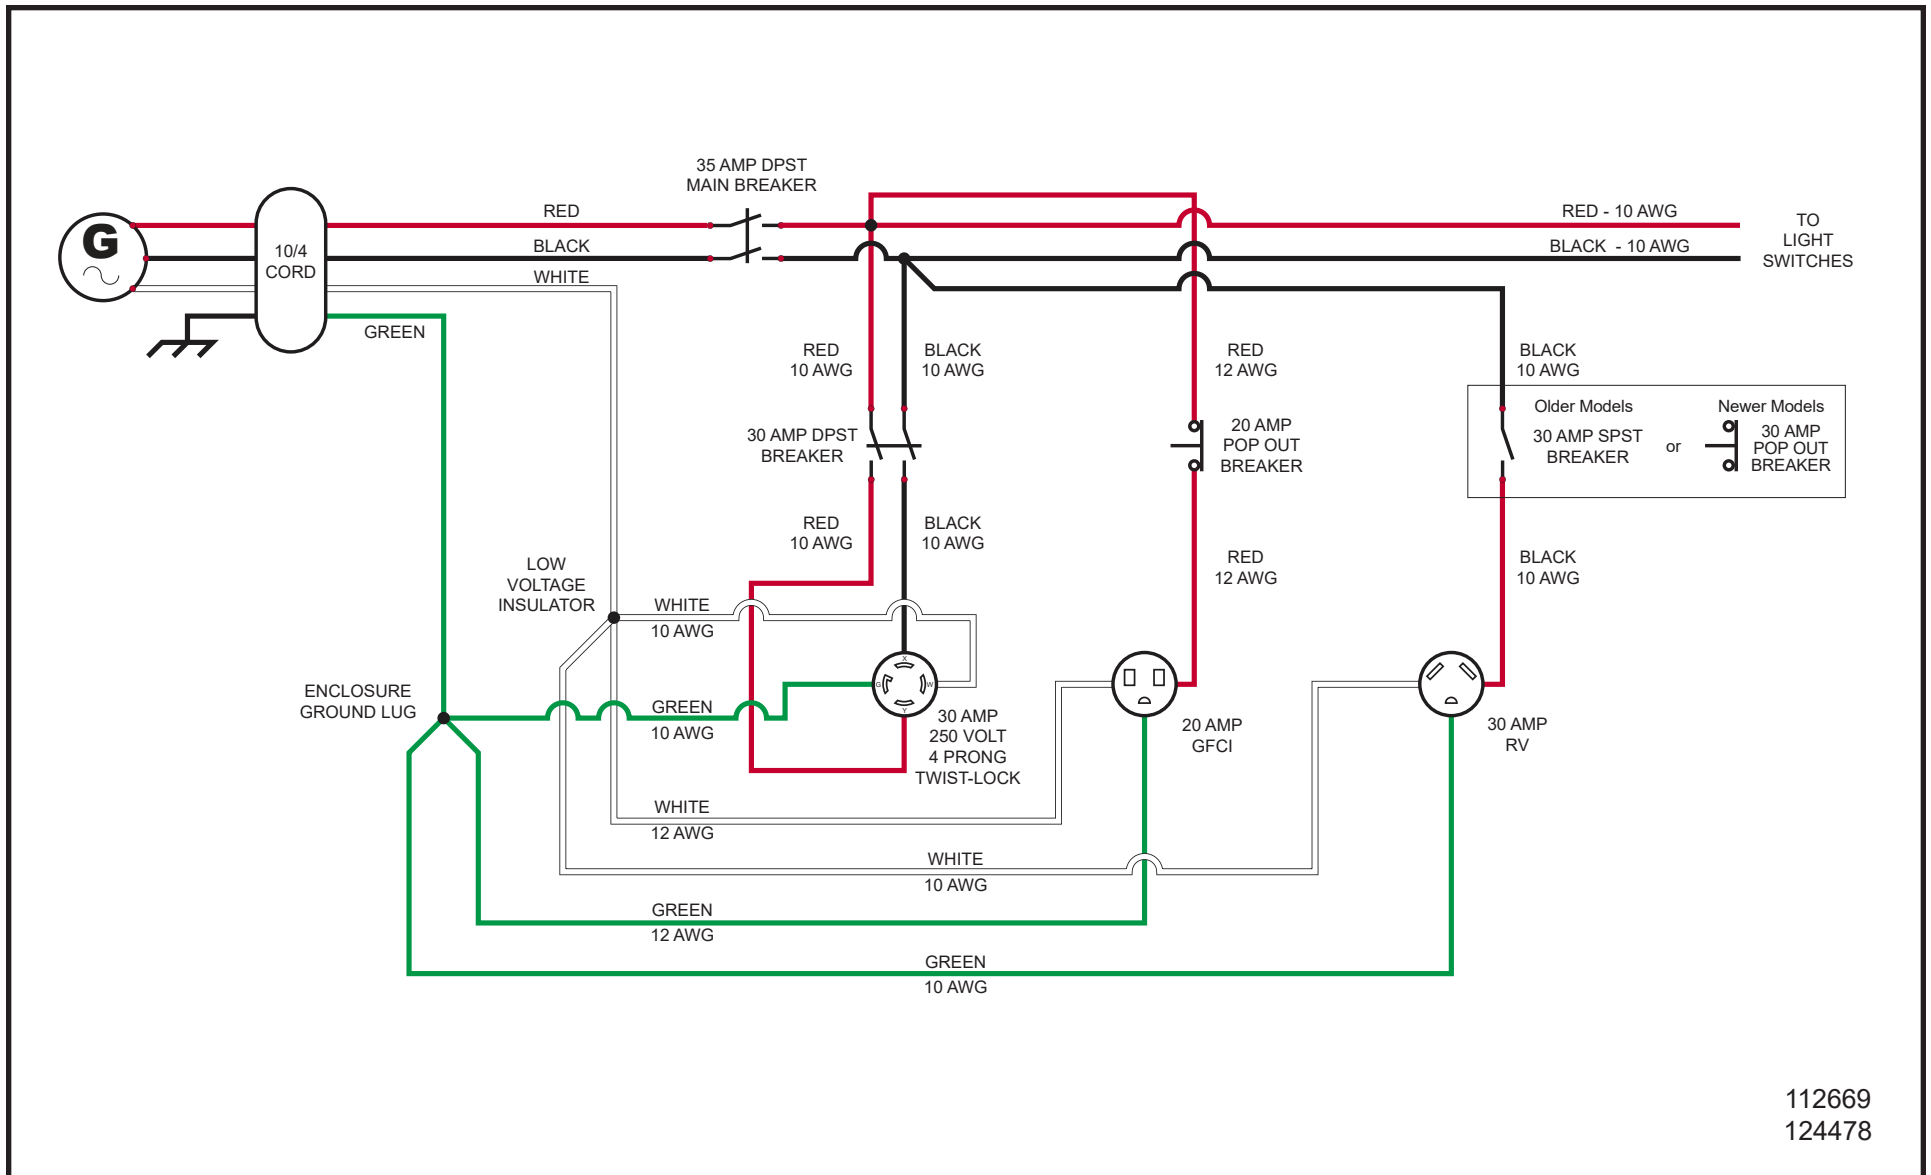 35 AMP DPST
MAIN BREAKER
RED
BLACK
WHITE
GREEN
G
10/4
CORD
RED - 10 AWG
BLACK - 10 AWG
TO
LIGHT
SWITCHES
RED
10 AWG
BLACK
10 AWG
RED
12 AWG
BLACK
10 AWG
30 AMP DPST
BREAKER
20 AMP
POP OUT
BREAKER
Older Models
30 AMP SPST
BREAKER
or
Newer Models
30 AMP
POP OUT
BREAKER
RED
10 AWG
BLACK
10 AWG
RED
12 AWG
BLACK
10 AWG
LOW
VOLTAGE
INSULATOR
WHITE
10 AWG
X
G
W
Y
ENCLOSURE
GROUND LUG
GREEN
10 AWG
30 AMP
250 VOLT
4 PRONG
TWIST-LOCK
20 AMP
GFCI
30 AMP
RV
WHITE
12 AWG
WHITE
10 AWG
GREEN
12 AWG
GREEN
10 AWG
112669
124478